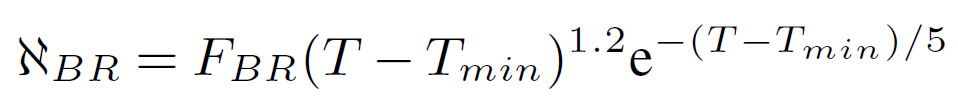 ℵ_{BR} = F_{BR}(T − T_{min})^{1.2}e^{−(T−T_{min})/5}